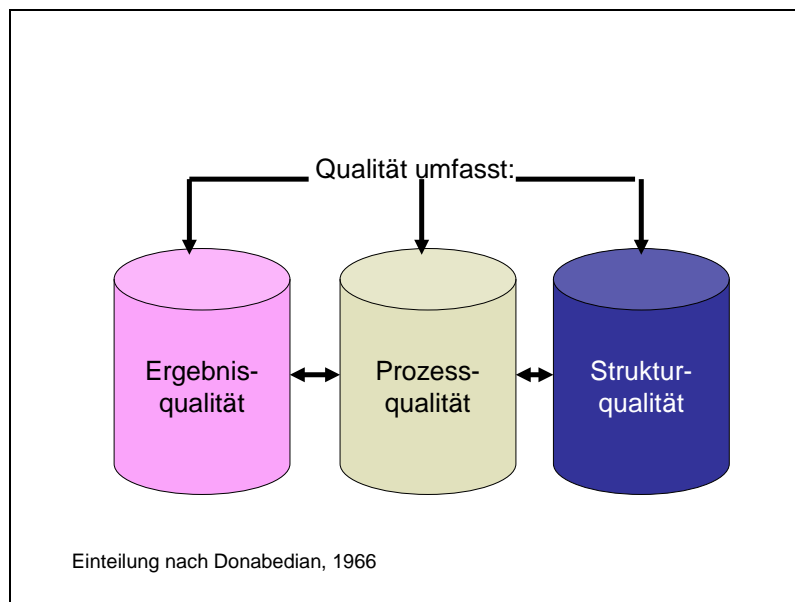 Qualität umfasst:
Ergebnis-
qualität
Prozess-
qualität
Struktur-
qualität
Einteilung nach Donabedian, 1966